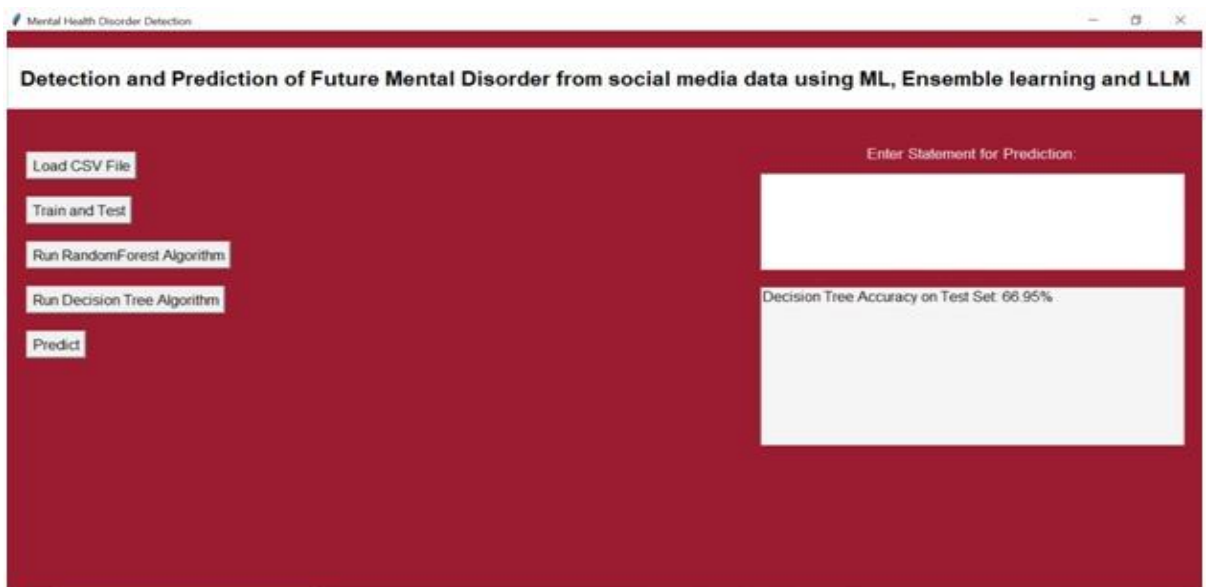 Mental Health Disorder Detection
Detection and Prediction of Future Mental Disorder from social media data using ML, Ensemble learning and LLM
Load CSV File
Train and Test
Run RandomForest Algorithm
Run Decision Tree Algorithm
Predict
Enter Statement for Prediction:
Decision Tree Accuracy on Test Set: 66.95%